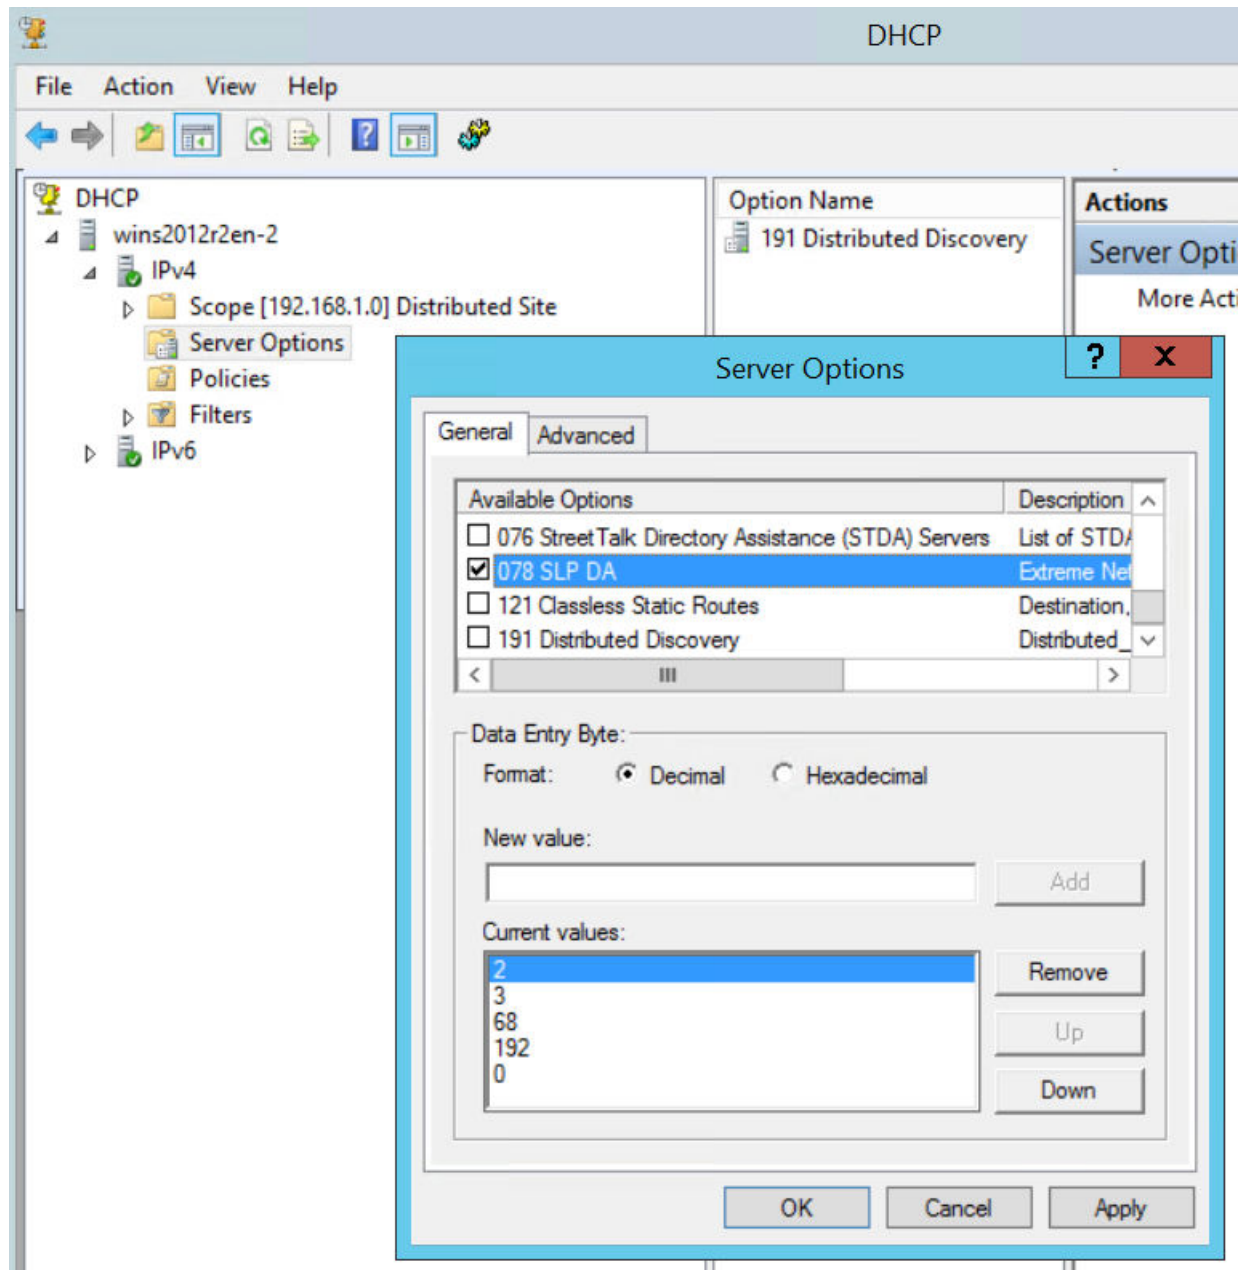 DHCP
File Action View Help
DHCP
wins2012r2en-2
IPv4
Scope [192.168.1.0] Distributed Site
Server Options
Policies
Filters
IPv6
Option Name
191 Distributed Discovery
Actions
Server Opti
More Acti
Server Options
General Advanced
Available Options Description
076 StreetTalk Directory Assistance (STDA) Servers List of STDA
078 SLP DA Extreme Net
121 Classless Static Routes Destination,
191 Distributed Discovery Distributed_
Data Entry Byte:
Format: Decimal Hexadecimal
New value:
Add
Current values:
2
3
68
192
0
Remove
Up
Down
OK Cancel Apply